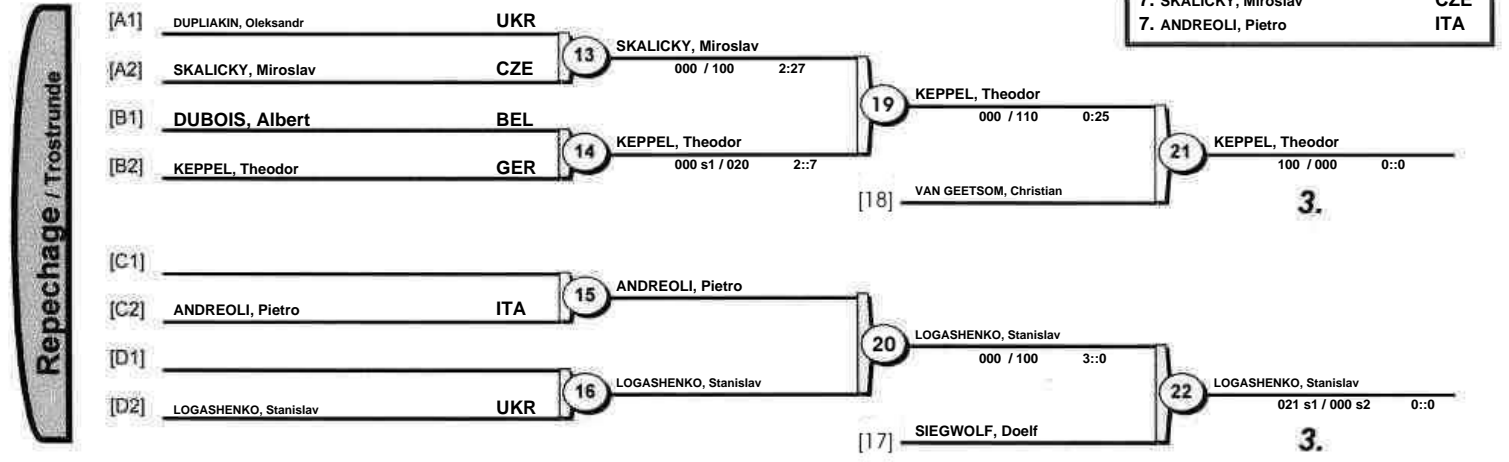 7. SKALICKY, Miroslav CZE
7. ANDREOLI, Pietro ITA
Repechage / Trostrunde
[A1] DUPLIAKIN, Oleksandr UKR
13
SKALICKY, Miroslav
000 / 100 2:27
[A2] SKALICKY, Miroslav CZE
19
KEPPEL, Theodor
000 / 110 0:25
[B1] DUBOIS, Albert BEL
14
KEPPEL, Theodor
000 s1 / 020 2::7
[B2] KEPPEL, Theodor GER
21
KEPPEL, Theodor
100 / 000 0::0
3.
[18] VAN GEETSOM, Christian
[C1]
15
ANDREOLI, Pietro
[C2] ANDREOLI, Pietro ITA
20
LOGASHENKO, Stanislav
000 / 100 3::0
[D1]
16
LOGASHENKO, Stanislav
[D2] LOGASHENKO, Stanislav UKR
22
LOGASHENKO, Stanislav
021 s1 / 000 s2 0::0
3.
[17] SIEGWOLF, Doelf